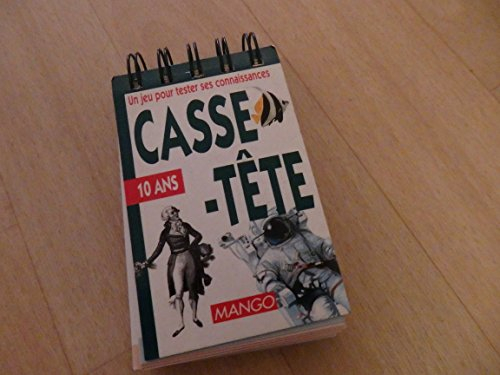 Un jeu pour tester ses connaissances
CASSE
-TÊTE
10 ANS
MANGO